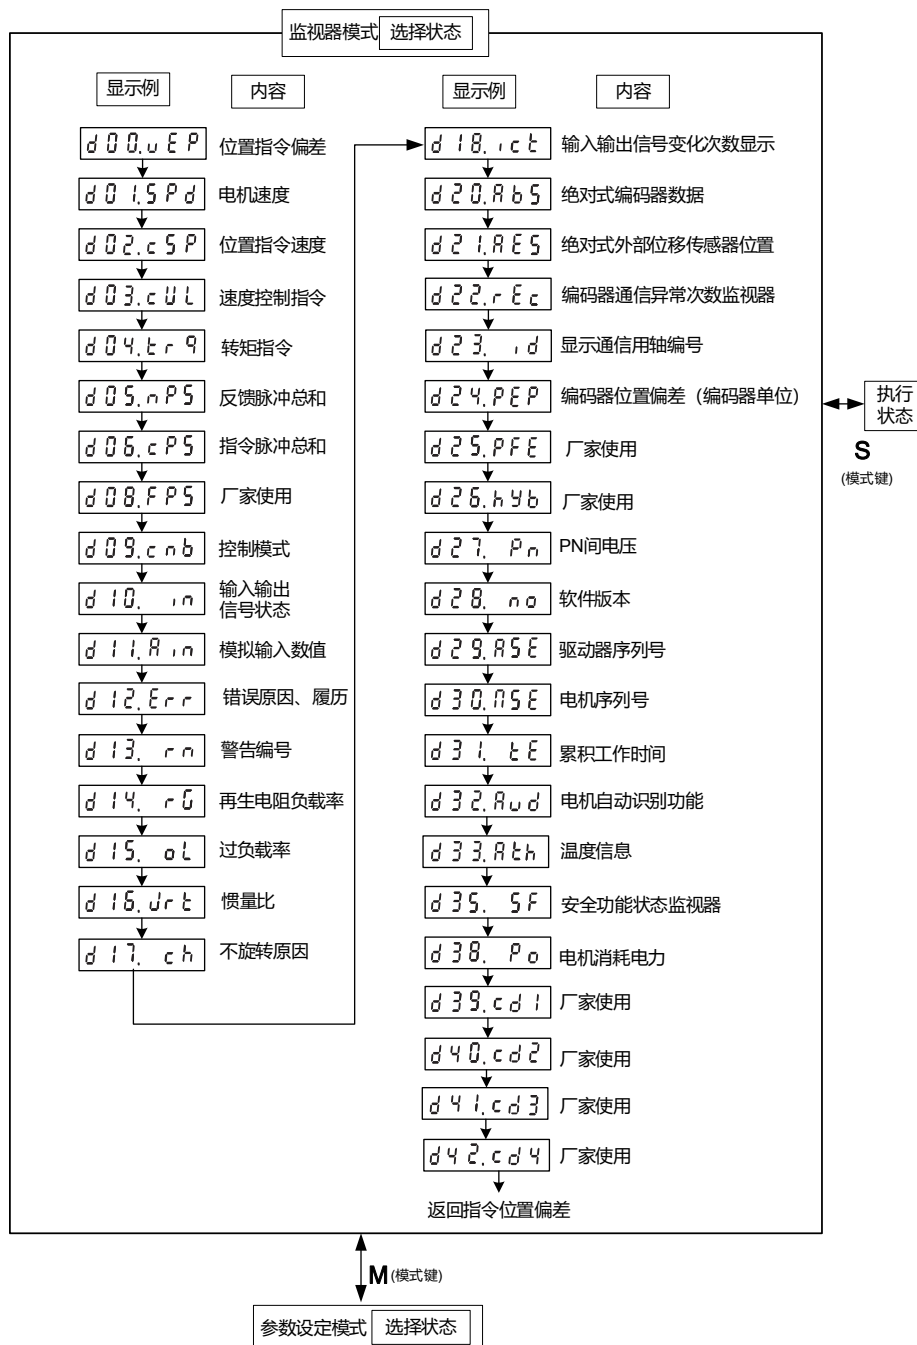 监视器模式 选择状态
显示例 内容
d00.uEP 位置指令偏差
d01.SPd 电机速度
d02.cSP 位置指令速度
d03.cUL 速度控制指令
d04.trq 转矩指令
d05.nPS 反馈脉冲总和
d06.cPS 指令脉冲总和
d08.FPS 厂家使用
d09.cnb 控制模式
d10. in 输入输出
信号状态
d11.Ain 模拟输入数值
d12.Err 错误原因、履历
d13. rn 警告编号
d14. rG 再生电阻负载率
d15. oL 过负载率
d16.Jrt 惯量比
d17. ch 不旋转原因
显示例 内容
d18.ict 输入输出信号变化次数显示
d20.AbS 绝对式编码器数据
d21.AES 绝对式外部位移传感器位置
d22.rEc 编码器通信异常次数监视器
d23. id 显示通信用轴编号
d24.PEP 编码器位置偏差（编码器单位）
d25.PFE 厂家使用
d26.hyb 厂家使用
d27. Pn PN间电压
d28. no 软件版本
d29.ASE 驱动器序列号
d30.MSE 电机序列号
d31. tE 累积工作时间
d32.Aud 电机自动识别功能
d33.Ath 温度信息
d35. SF 安全功能状态监视器
d38. Po 电机消耗电力
d39.cd1 厂家使用
d40.cd2 厂家使用
d41.cd3 厂家使用
d42.cd4 厂家使用
返回指令位置偏差
执行
状态
S
(模式键)
M(模式键)
参数设定模式 选择状态